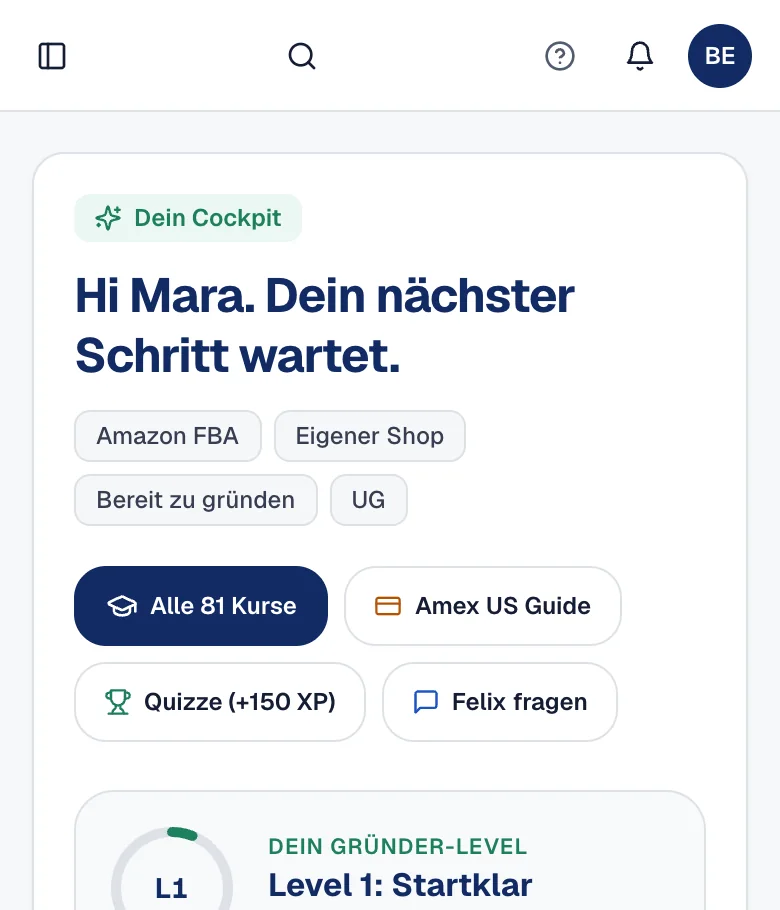 BE
Dein Cockpit
Hi Mara. Dein nächster
Schritt wartet.
Amazon FBA
Eigener Shop
Bereit zu gründen
UG
Alle 81 Kurse
Amex US Guide
Quizze (+150 XP)
Felix fragen
DEIN GRÜNDER-LEVEL
L1
Level 1: Startklar